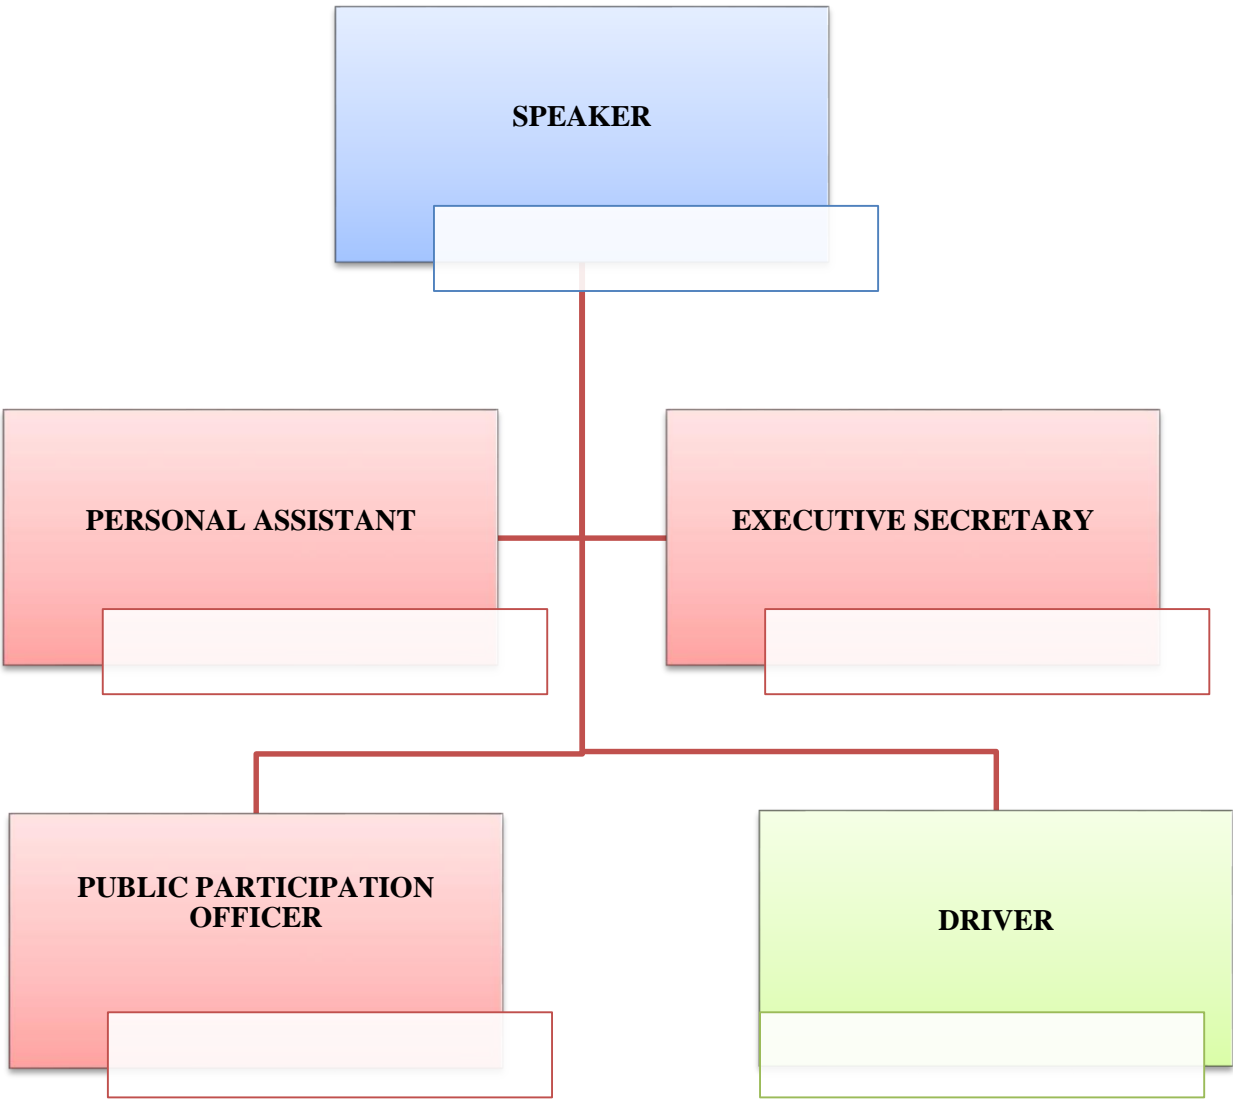 SPEAKER
PERSONAL ASSISTANT
EXECUTIVE SECRETARY
PUBLIC PARTICIPATION
OFFICER
DRIVER